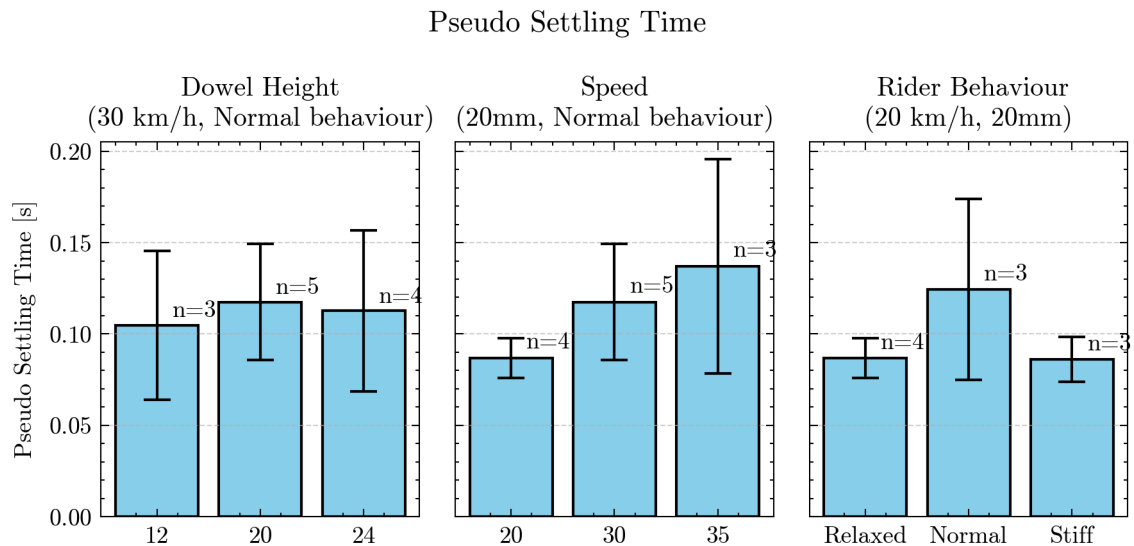 Pseudo Settling Time
Dowel Height
(30 km/h, Normal behaviour)
Speed
(20mm, Normal behaviour)
Rider Behaviour
(20 km/h, 20mm)
Pseudo Settling Time [s]
0.20
0.15
0.10
0.05
0.00
n=3
n=5
n=4
12
20
24
n=4
n=5
n=3
20
30
35
n=4
n=3
n=3
Relaxed
Normal
Stiff